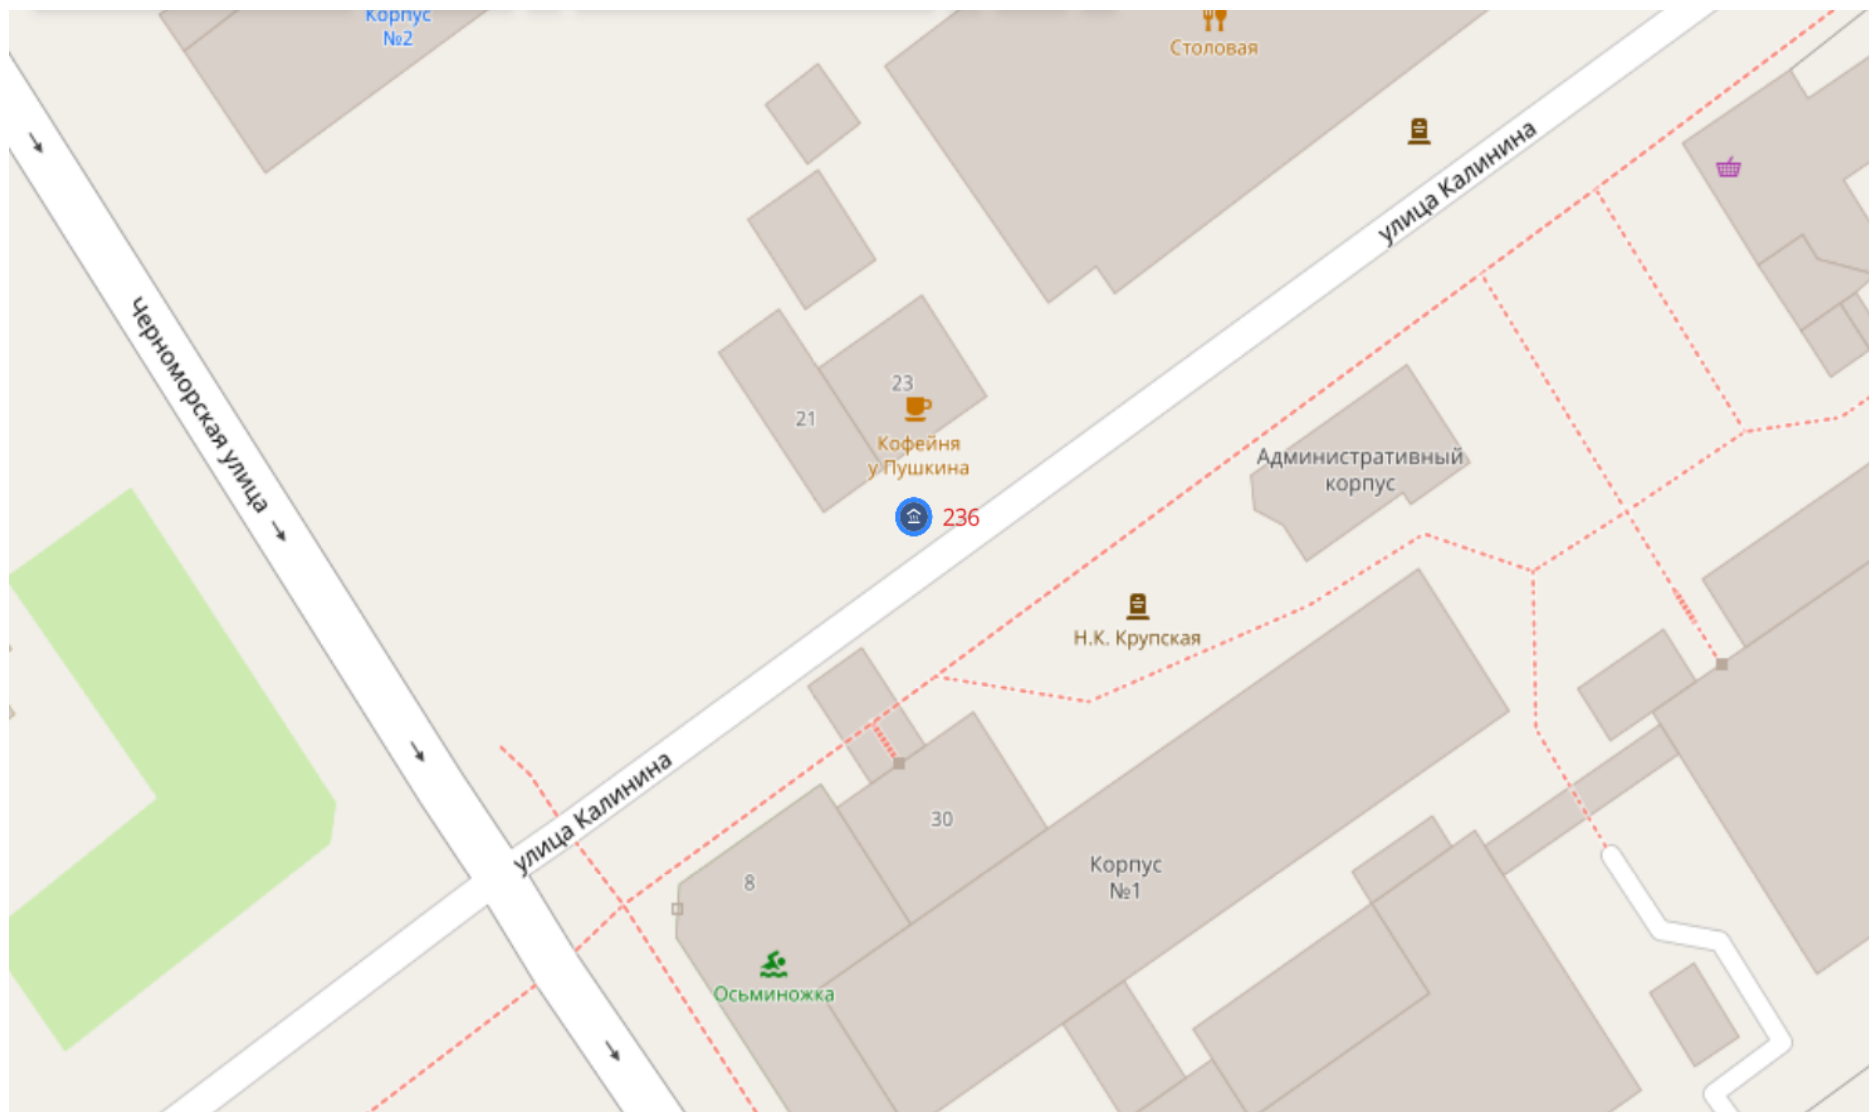 Корпус
№2
Столовая
улица Калинина
Черноморская улица
23
21
Кофейня
у Пушкина
Административный
корпус
236
Н.К. Крупская
улица Калинина
30
Корпус
№1
8
Осьминожка